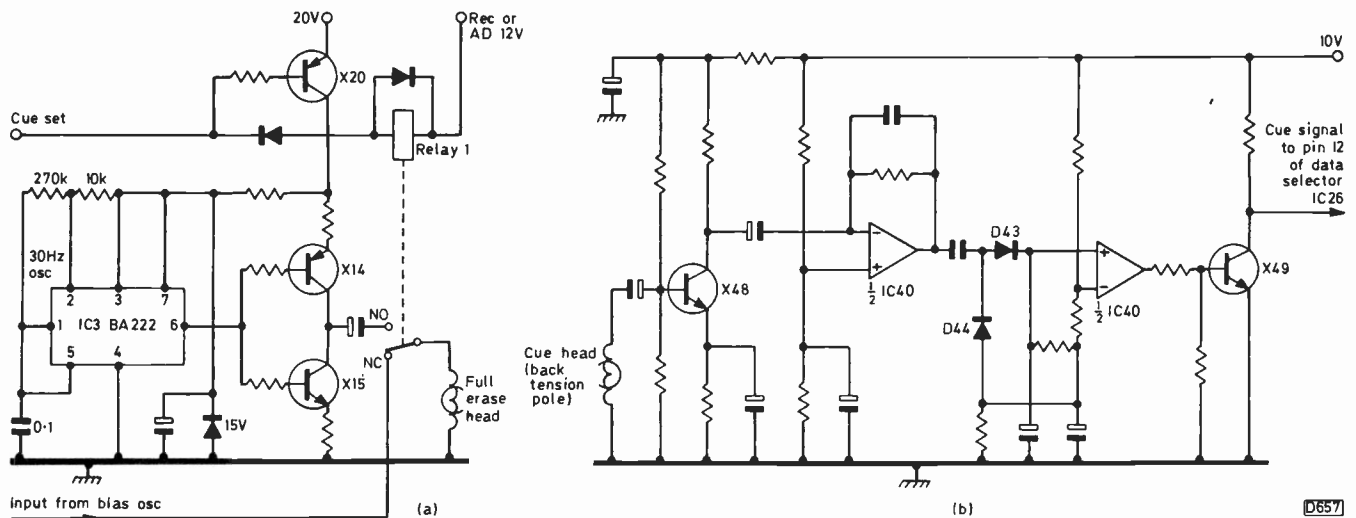 20V
Rec or
AD 12V
X20
Cue set
Relay 1
270k
10k
30Hz
osc
2
3
7
1
IC3 BA222
6
5
4
X14
X15
NO
NC
0·1
15V
Full
erase
head
Input from bias osc
(a)
10V
Cue signal
to pin 12
of data
selector
IC26
X48
−
+
½ IC40
D43
D44
+
−
½ IC40
X49
Cue head
(back
tension
pole)
(b)
D657